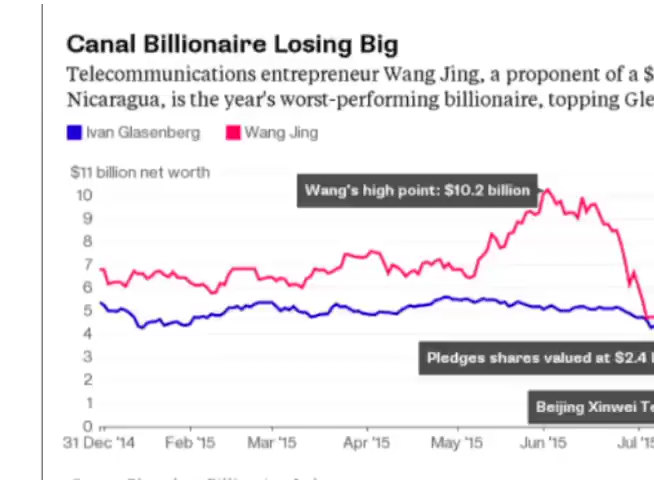 Canal Billionaire Losing Big
Telecommunications entrepreneur Wang Jing, a proponent of a $
Nicaragua, is the year's worst-performing billionaire, topping Gle
Ivan Glasenberg Wang Jing
$11 billion net worth
Wang's high point: $10.2 billion
10
9
8
7
6
5
4
3
Pledges shares valued at $2.4
2
1
Beijing Xinwei Te
0
31 Dec '14 Feb '15 Mar '15 Apr '15 May '15 Jun '15 Jul '15